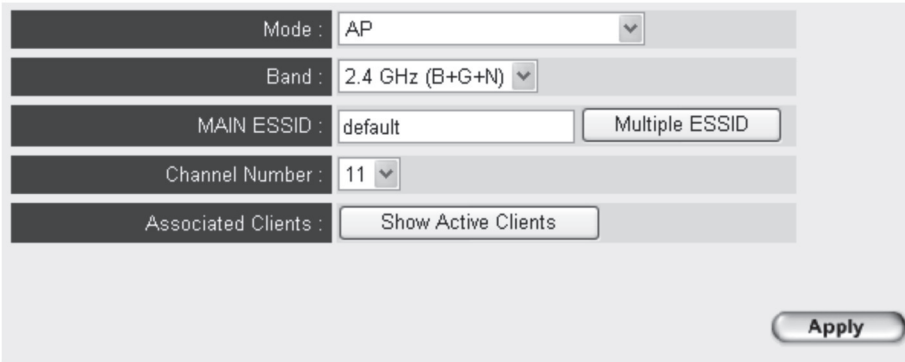 Mode : AP
Band : 2.4 GHz (B+G+N)
MAIN ESSID : default Multiple ESSID
Channel Number : 11
Associated Clients : Show Active Clients
Apply